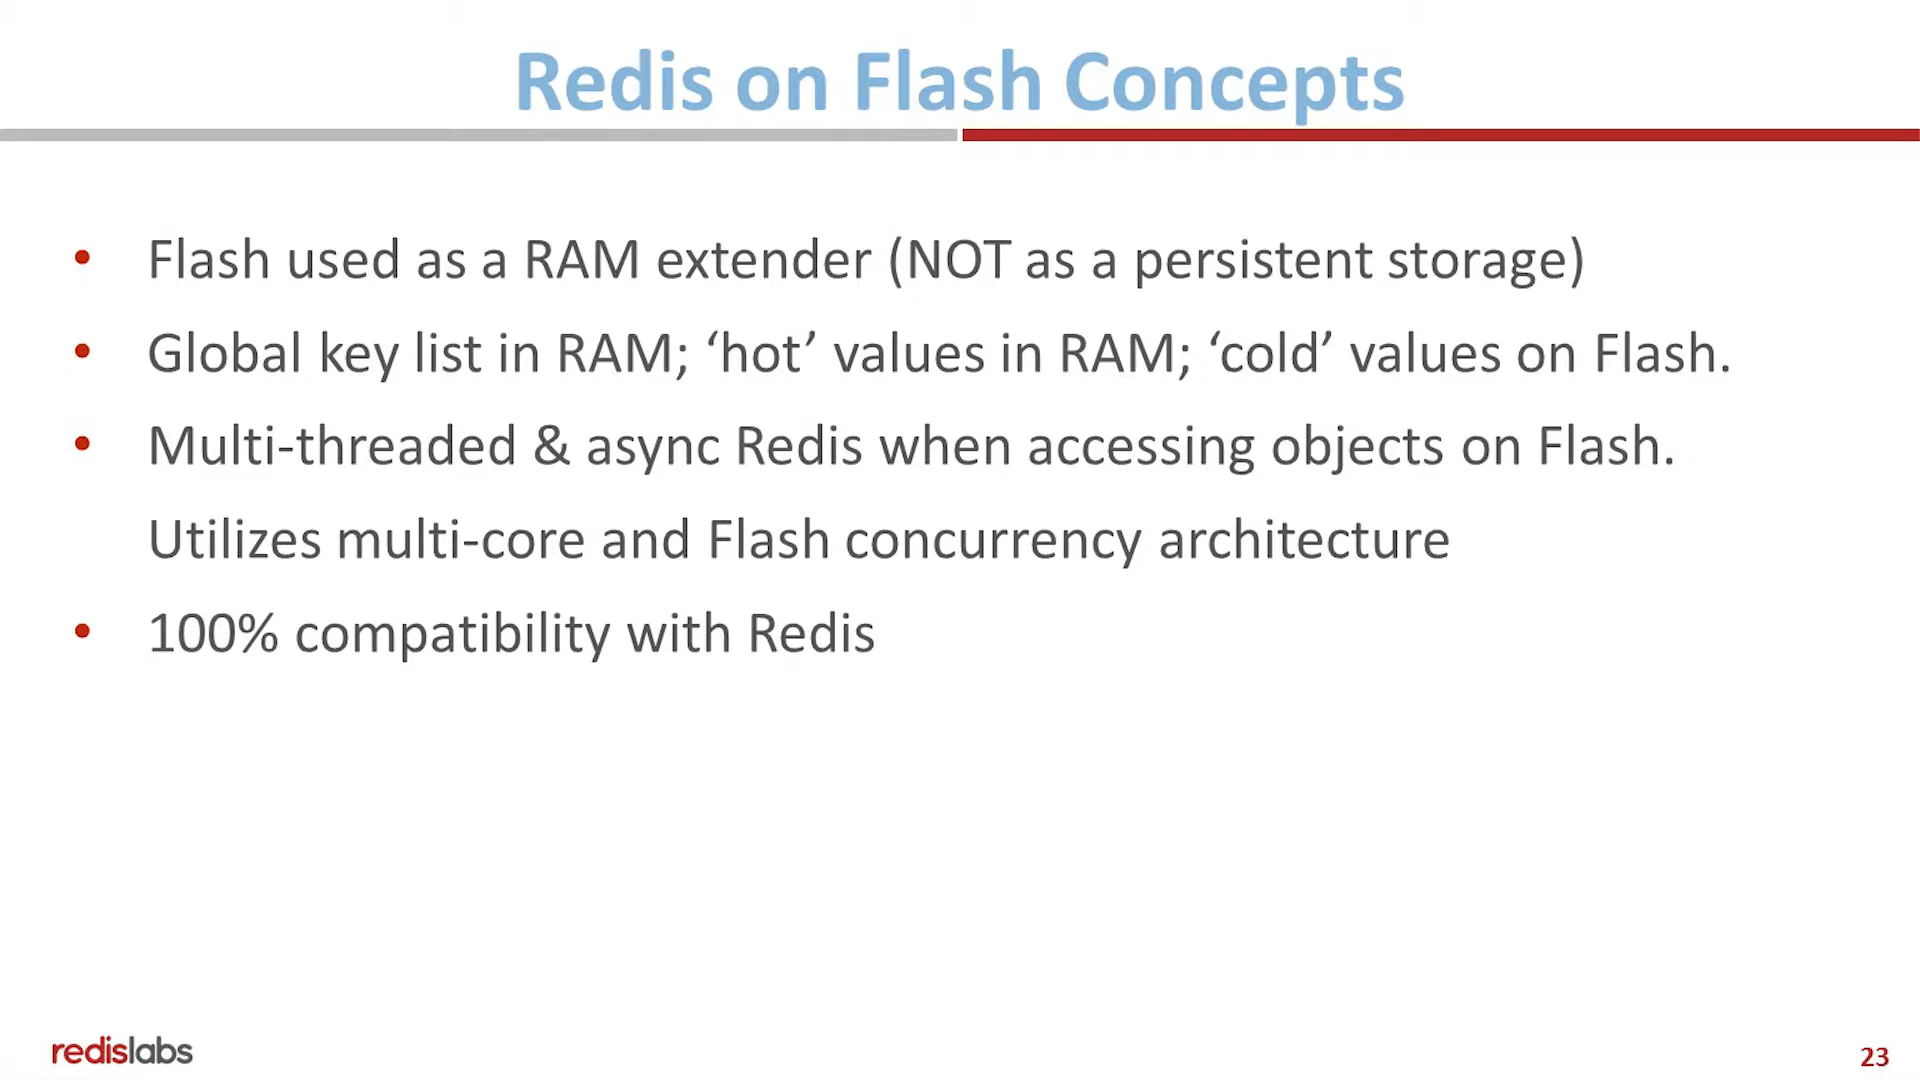 Redis on Flash Concepts
• Flash used as a RAM extender (NOT as a persistent storage)
• Global key list in RAM; ‘hot’ values in RAM; ‘cold’ values on Flash.
• Multi-threaded & async Redis when accessing objects on Flash.
Utilizes multi-core and Flash concurrency architecture
• 100% compatibility with Redis
redislabs
23